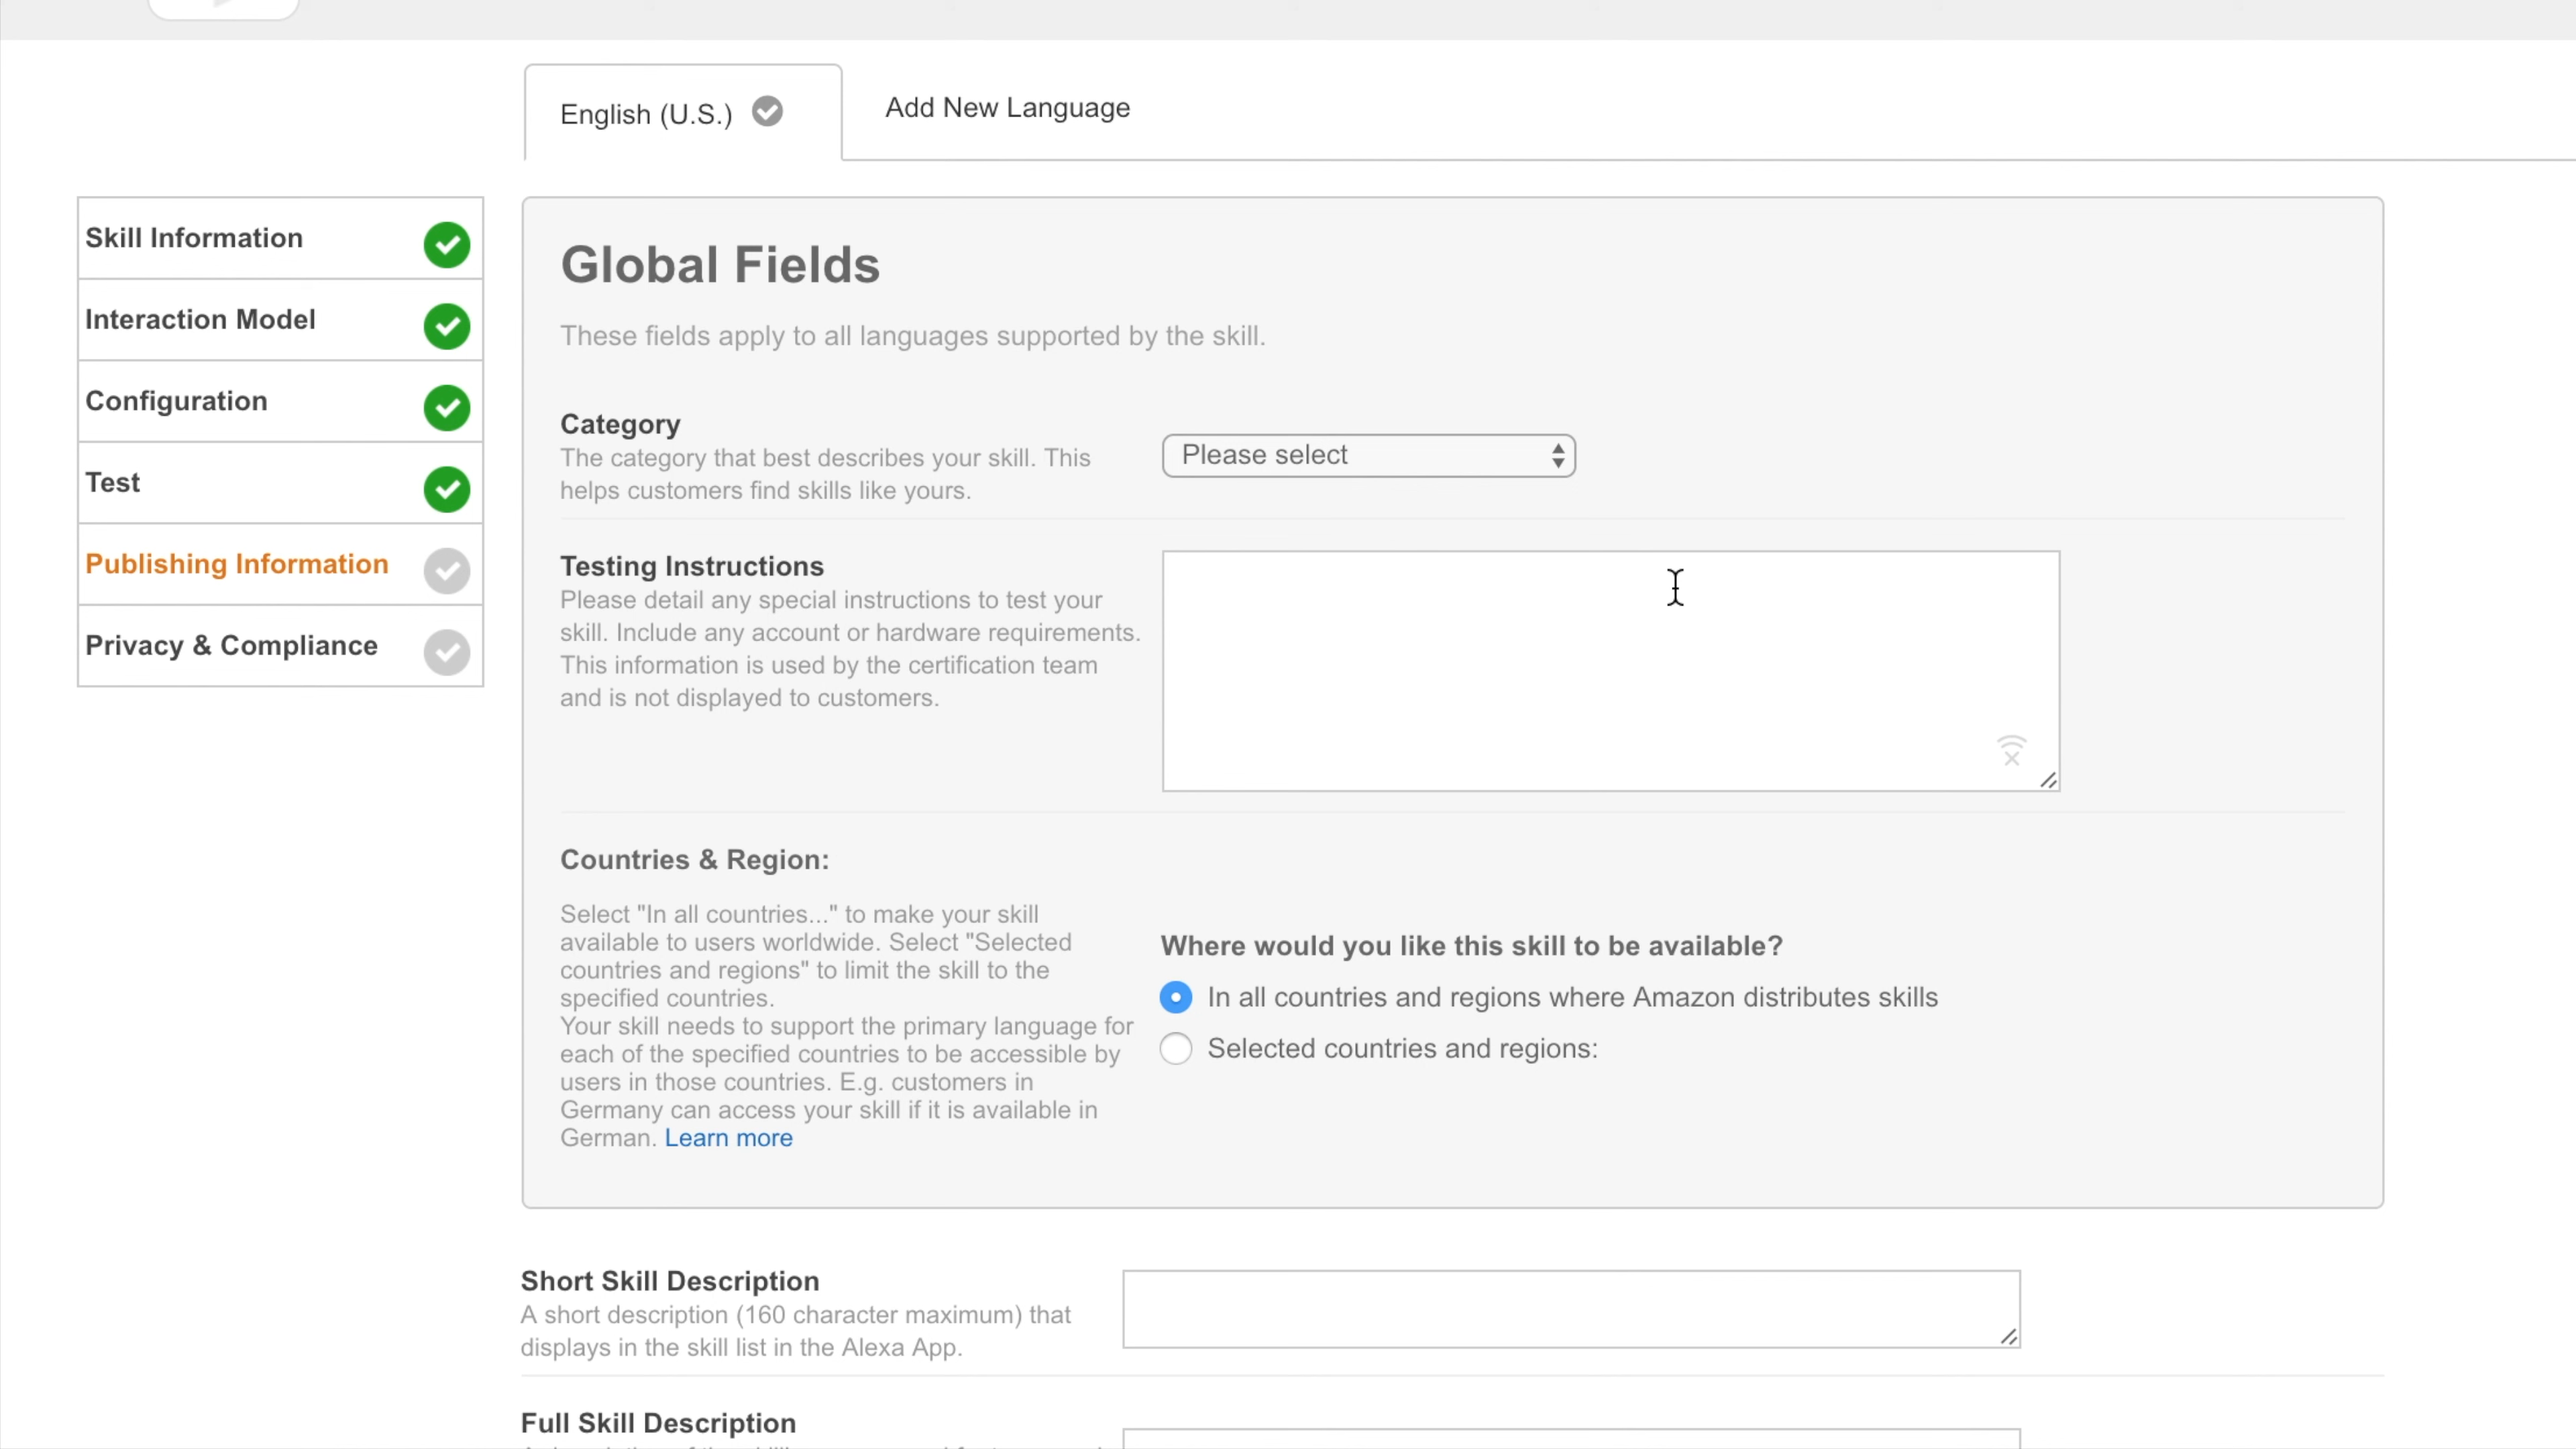 English (U.S.)
Add New Language
Skill Information
Interaction Model
Configuration
Test
Publishing Information
Privacy & Compliance
Global Fields
These fields apply to all languages supported by the skill.
Category
The category that best describes your skill. This
helps customers find skills like yours.
Please select
Testing Instructions
Please detail any special instructions to test your
skill. Include any account or hardware requirements.
This information is used by the certification team
and is not displayed to customers.
Countries & Region:
Select "In all countries..." to make your skill
available to users worldwide. Select "Selected
countries and regions" to limit the skill to the
specified countries.
Your skill needs to support the primary language for
each of the specified countries to be accessible by
users in those countries. E.g. customers in
Germany can access your skill if it is available in
German. Learn more
Where would you like this skill to be available?
In all countries and regions where Amazon distributes skills
Selected countries and regions:
Short Skill Description
A short description (160 character maximum) that
displays in the skill list in the Alexa App.
Full Skill Description